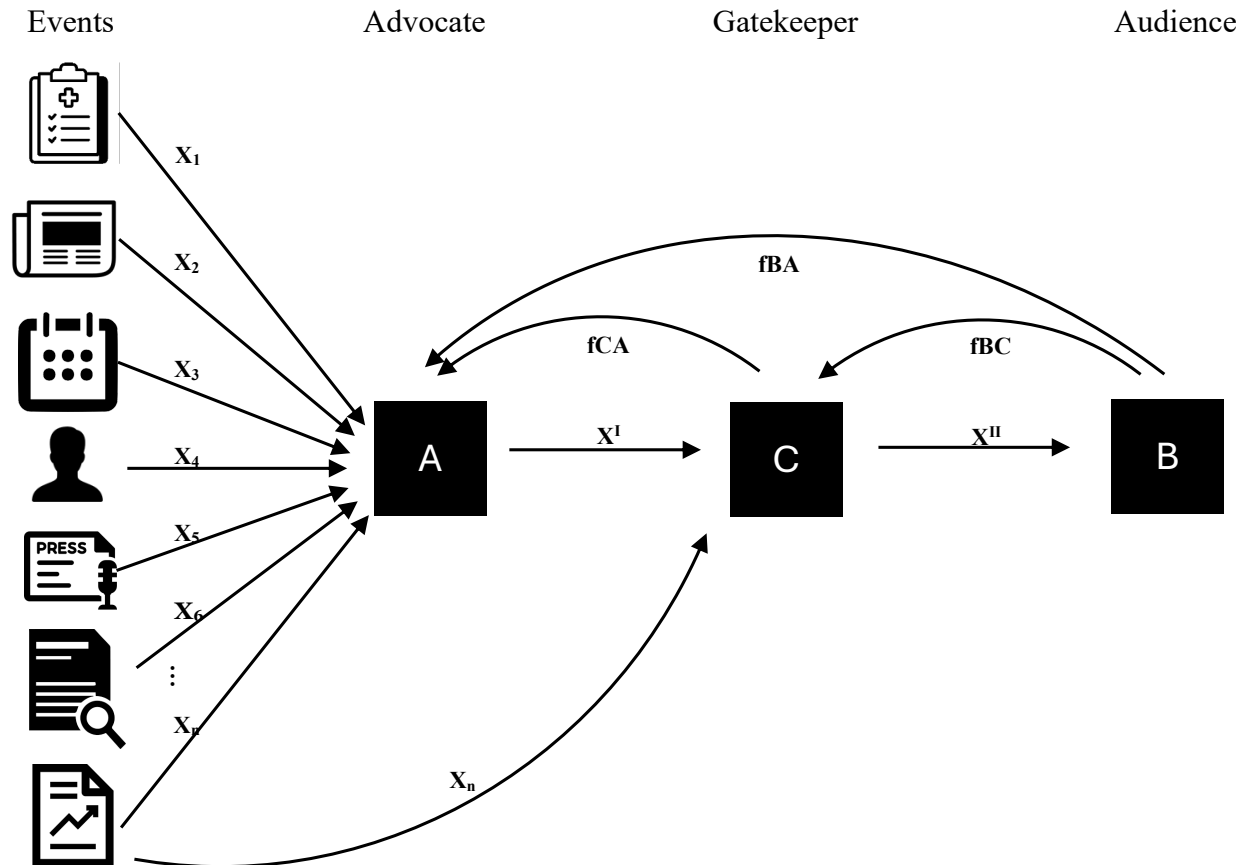 Events Advocate Gatekeeper Audience
X₁
X₂
fBA
X₃
fCA
fBC
A
Xᴵ
C
Xᴵᴵ
B
X₄
PRESS
X₅
X₆
⋮
Xₙ
Xₙ